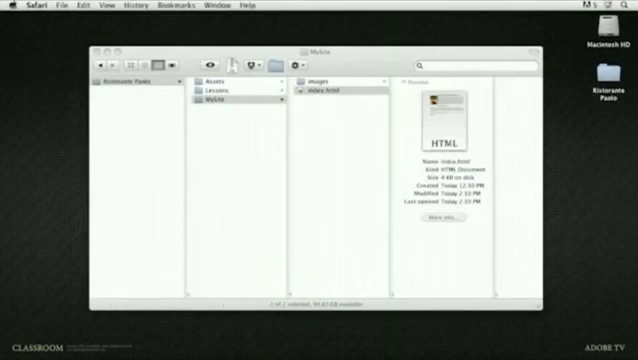 Safari File Edit View History Bookmarks Window Help
MySite
Macintosh HD
Ristorante Paolo
Ristorante Paolo
Assets
Lessons
MySite
images
index.html
Preview
HTML
Name index.html
Kind HTML Document
Size 4 KB on disk
Created Today 12:30 PM
Modified Today 2:10 PM
Last opened Today 2:10 PM
More info...
CLASSROOM
ADOBE TV